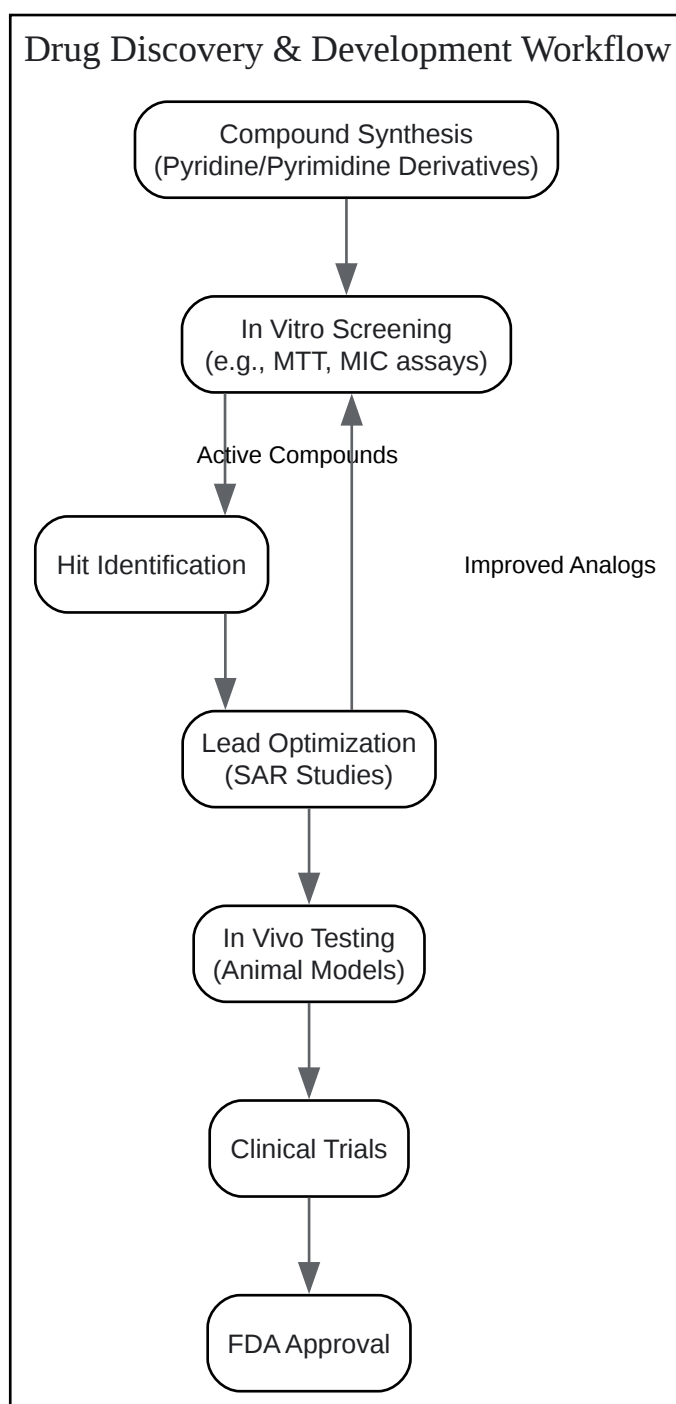 Drug Discovery & Development Workflow
Compound Synthesis
(Pyridine/Pyrimidine Derivatives)
In Vitro Screening
(e.g., MTT, MIC assays)
Active Compounds
Hit Identification
Improved Analogs
Lead Optimization
(SAR Studies)
In Vivo Testing
(Animal Models)
Clinical Trials
FDA Approval